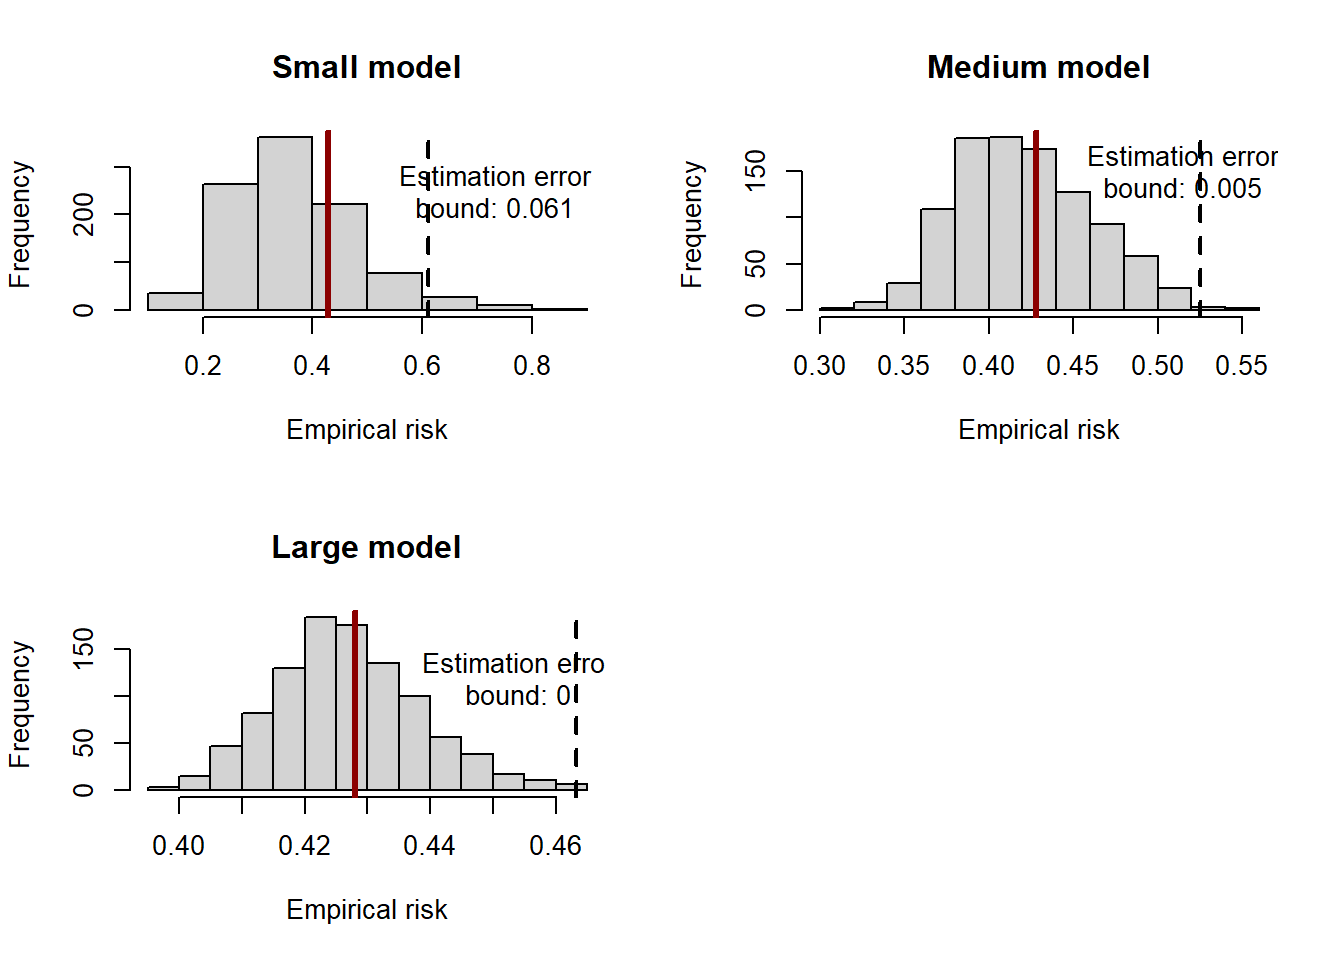 Small model
Frequency
0 200
Estimation error
bound: 0.061
0.2 0.4 0.6 0.8
Empirical risk
Medium model
Frequency
0 50 150
Estimation error
bound: 0.005
0.30 0.35 0.40 0.45 0.50 0.55
Empirical risk
Large model
Frequency
0 50 150
Estimation erro
bound: 0
0.40 0.42 0.44 0.46
Empirical risk